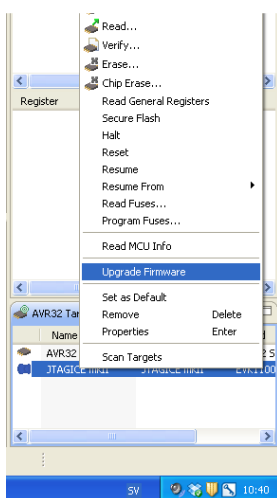 Read...
Verify...
Erase...
Chip Erase...
Register
Read General Registers
Secure Flash
Halt
Reset
Resume
Resume From
Read Fuses...
Program Fuses...
Read MCU Info
Upgrade Firmware
Set as Default
AVR32 Tar
Remove Delete
Properties Enter
Name
AVR32
Scan Targets
JTAGICE mkII JTAGICE mkII EVK1100
SV 10:40